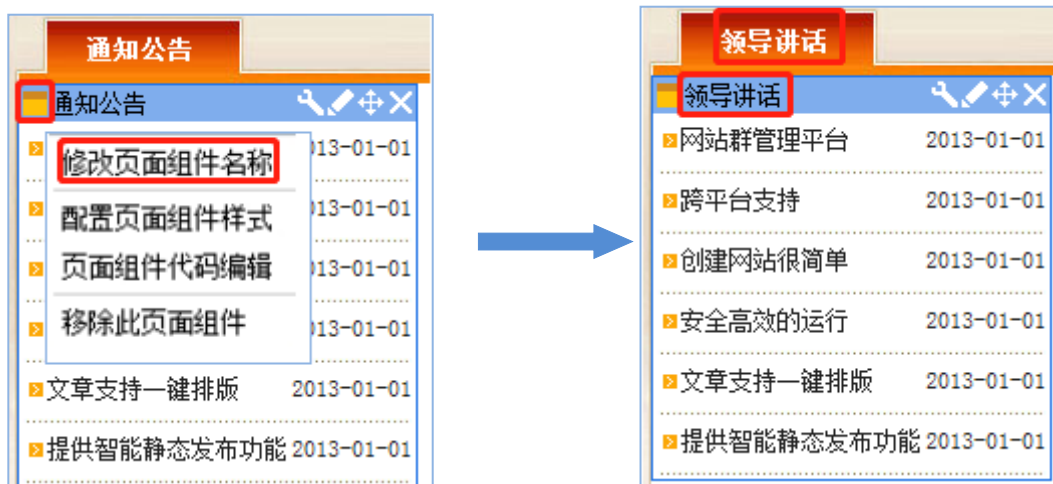 通知公告
通知公告
修改页面组件名称
配置页面组件样式
页面组件代码编辑
移除此页面组件
13-01-01
13-01-01
13-01-01
13-01-01
文章支持一键排版 2013-01-01
提供智能静态发布功能 2013-01-01
领导讲话
领导讲话
网站群管理平台 2013-01-01
跨平台支持 2013-01-01
创建网站很简单 2013-01-01
安全高效的运行 2013-01-01
文章支持一键排版 2013-01-01
提供智能静态发布功能 2013-01-01